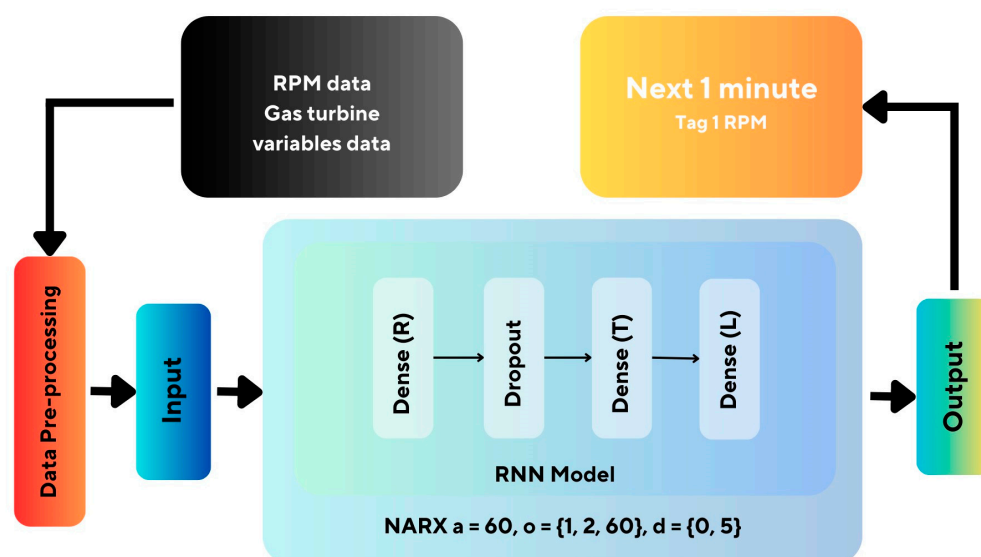 RPM data
Gas turbine
variables data
Next 1 minute
Tag 1 RPM
Data Pre-processing
Input
Dense (R)
Dropout
Dense (T)
Dense (L)
RNN Model
NARX a = 60, o = {1, 2, 60}, d = {0, 5}
Output